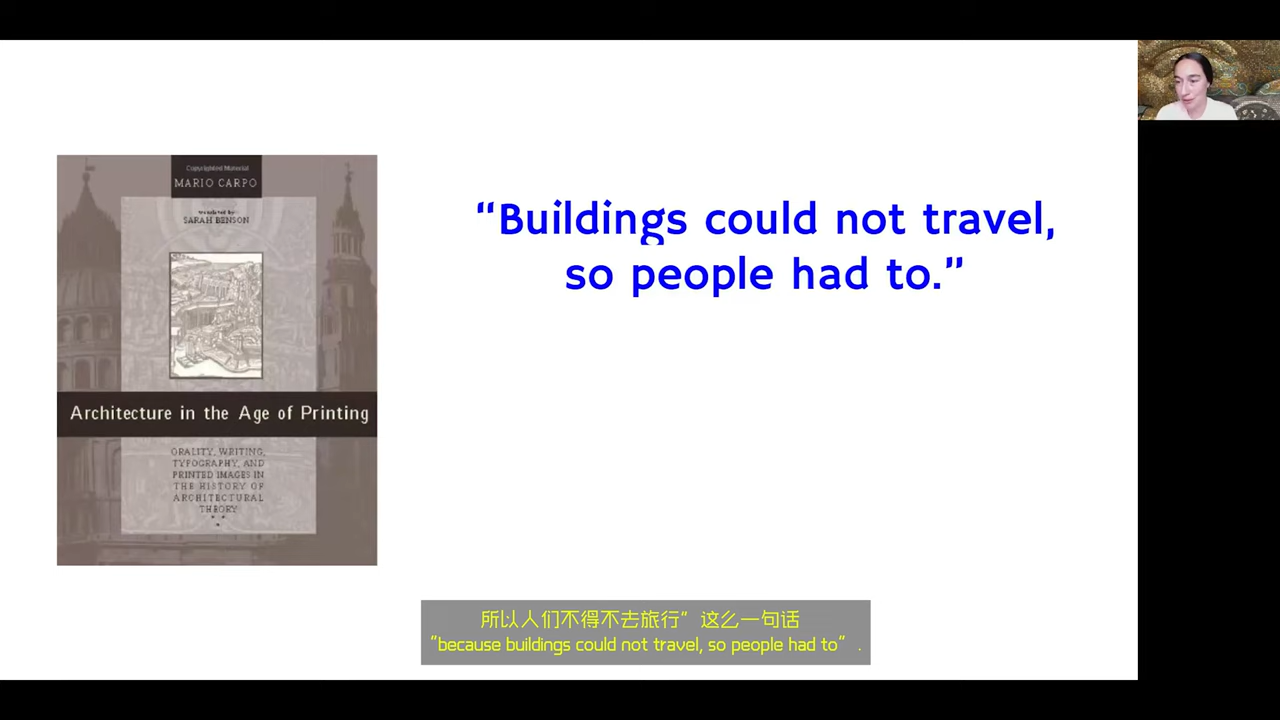 Copyrighted Material
MARIO CARPO
translated by
SARAH BENSON
Architecture in the Age of Printing
ORALITY, WRITING,
TYPOGRAPHY, AND
PRINTED IMAGES IN
THE HISTORY OF
ARCHITECTURAL
THEORY
“Buildings could not travel,
so people had to.”
所以人们不得不去旅行”这么一句话
“because buildings could not travel, so people had to” .